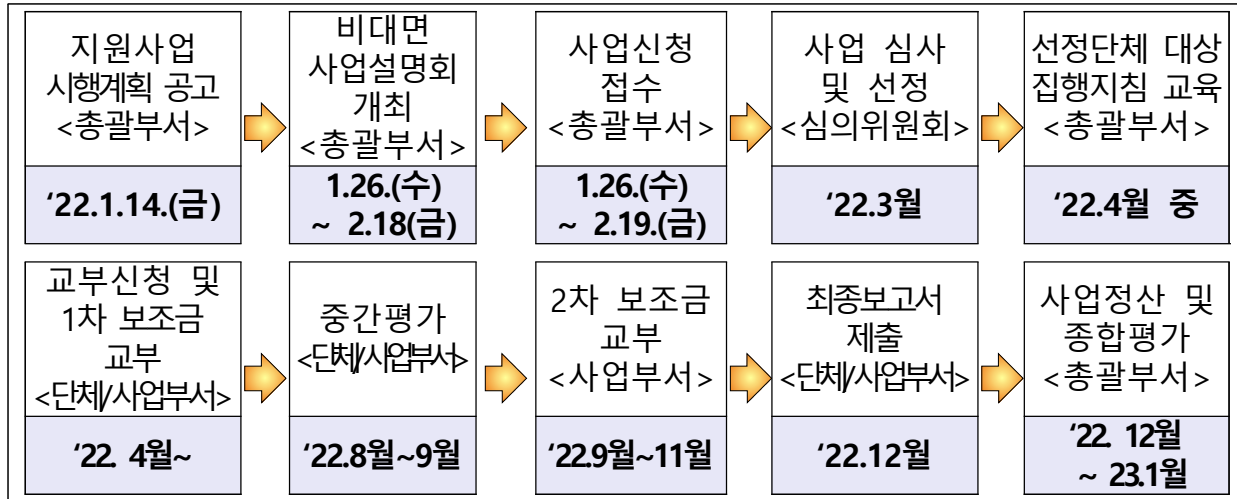 지원사업
시행계획 공고
<총괄부서>
'22.1.14.(금)
비대면
사업설명회
개최
<총괄부서>
1.26.(수)
~ 2.18(금)
사업신청
접수
<총괄부서>
1.26.(수)
~ 2.19.(금)
사업 심사
및 선정
<심의위원회>
'22.3월
선정단체 대상
집행지침 교육
<총괄부서>
'22.4월 중
교부신청 및
1차 보조금
교부
<단체/사업부서>
'22. 4월~
중간평가
<단체/사업부서>
'22.8월~9월
2차 보조금
교부
<사업부서>
'22.9월~11월
최종보고서
제출
<단체/사업부서>
'22.12월
사업정산 및
종합평가
<총괄부서>
'22. 12월
~ 23.1월